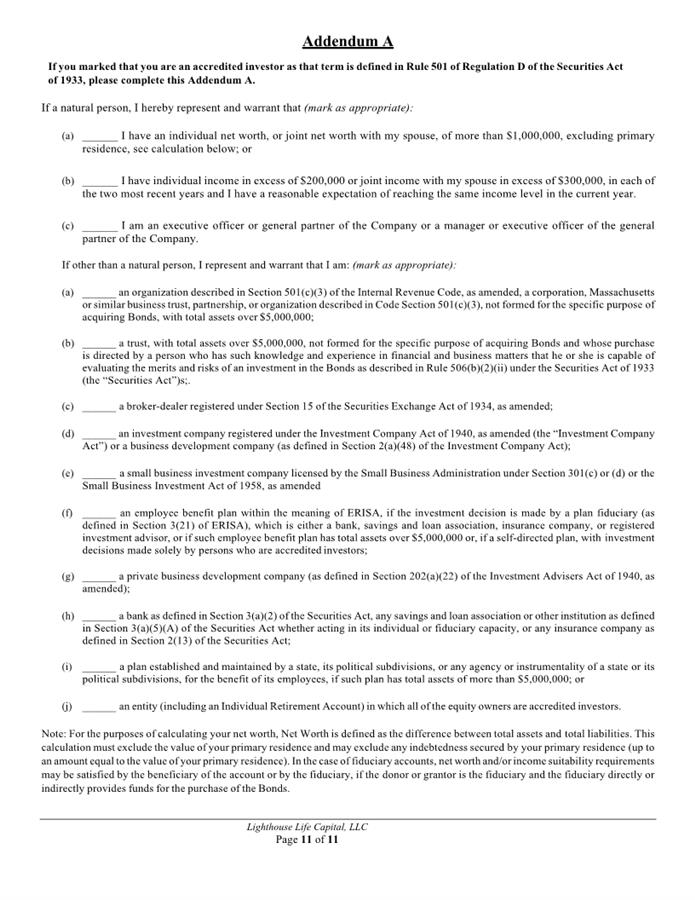 Addendum A
If you marked that you are an accredited investor as that term is defined in Rule 501 of Regulation D of the Securities Act
of 1933, please complete this Addendum A.
If a natural person, I hereby represent and warrant that (mark as appropriate):
(a) ______ I have an individual net worth, or joint net worth with my spouse, of more than $1,000,000, excluding primary
residence, see calculation below; or
(b) ______ I have individual income in excess of $200,000 or joint income with my spouse in excess of $300,000, in each of
the two most recent years and I have a reasonable expectation of reaching the same income level in the current year.
(c) ______ I am an executive officer or general partner of the Company or a manager or executive officer of the general
partner of the Company.
If other than a natural person, I represent and warrant that I am: (mark as appropriate):
(a) ______ an organization described in Section 501(c)(3) of the Internal Revenue Code, as amended, a corporation, Massachusetts
or similar business trust, partnership, or organization described in Code Section 501(c)(3), not formed for the specific purpose of
acquiring Bonds, with total assets over $5,000,000;
(b) ______ a trust, with total assets over $5,000,000, not formed for the specific purpose of acquiring Bonds and whose purchase
is directed by a person who has such knowledge and experience in financial and business matters that he or she is capable of
evaluating the merits and risks of an investment in the Bonds as described in Rule 506(b)(2)(ii) under the Securities Act of 1933
(the “Securities Act”)s;.
(c) ______ a broker-dealer registered under Section 15 of the Securities Exchange Act of 1934, as amended;
(d) ______ an investment company registered under the Investment Company Act of 1940, as amended (the “Investment Company
Act”) or a business development company (as defined in Section 2(a)(48) of the Investment Company Act);
(e) ______ a small business investment company licensed by the Small Business Administration under Section 301(c) or (d) or the
Small Business Investment Act of 1958, as amended
(f) ______ an employee benefit plan within the meaning of ERISA, if the investment decision is made by a plan fiduciary (as
defined in Section 3(21) of ERISA), which is either a bank, savings and loan association, insurance company, or registered
investment advisor, or if such employee benefit plan has total assets over $5,000,000 or, if a self-directed plan, with investment
decisions made solely by persons who are accredited investors;
(g) ______ a private business development company (as defined in Section 202(a)(22) of the Investment Advisers Act of 1940, as
amended);
(h) ______ a bank as defined in Section 3(a)(2) of the Securities Act, any savings and loan association or other institution as defined
in Section 3(a)(5)(A) of the Securities Act whether acting in its individual or fiduciary capacity, or any insurance company as
defined in Section 2(13) of the Securities Act;
(i) ______ a plan established and maintained by a state, its political subdivisions, or any agency or instrumentality of a state or its
political subdivisions, for the benefit of its employees, if such plan has total assets of more than $5,000,000; or
(j) ______ an entity (including an Individual Retirement Account) in which all of the equity owners are accredited investors.
Note: For the purposes of calculating your net worth, Net Worth is defined as the difference between total assets and total liabilities. This
calculation must exclude the value of your primary residence and may exclude any indebtedness secured by your primary residence (up to
an amount equal to the value of your primary residence). In the case of fiduciary accounts, net worth and/or income suitability requirements
may be satisfied by the beneficiary of the account or by the fiduciary, if the donor or grantor is the fiduciary and the fiduciary directly or
indirectly provides funds for the purchase of the Bonds.
Lighthouse Life Capital, LLC
Page 11 of 11